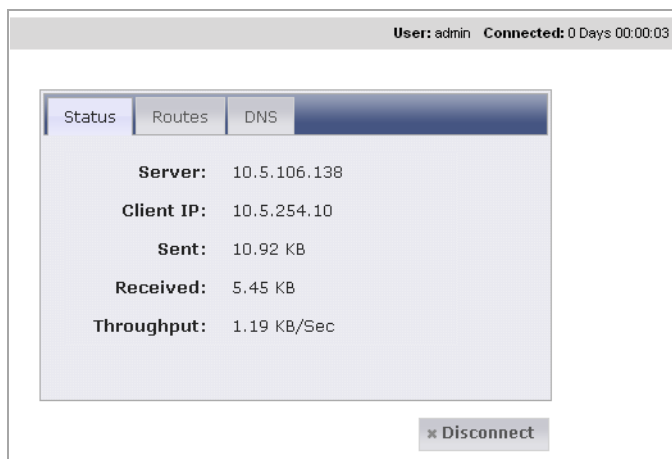 User: admin Connected: 0 Days 00:00:03
Status Routes DNS
Server: 10.5.106.138
Client IP: 10.5.254.10
Sent: 10.92 KB
Received: 5.45 KB
Throughput: 1.19 KB/Sec
× Disconnect